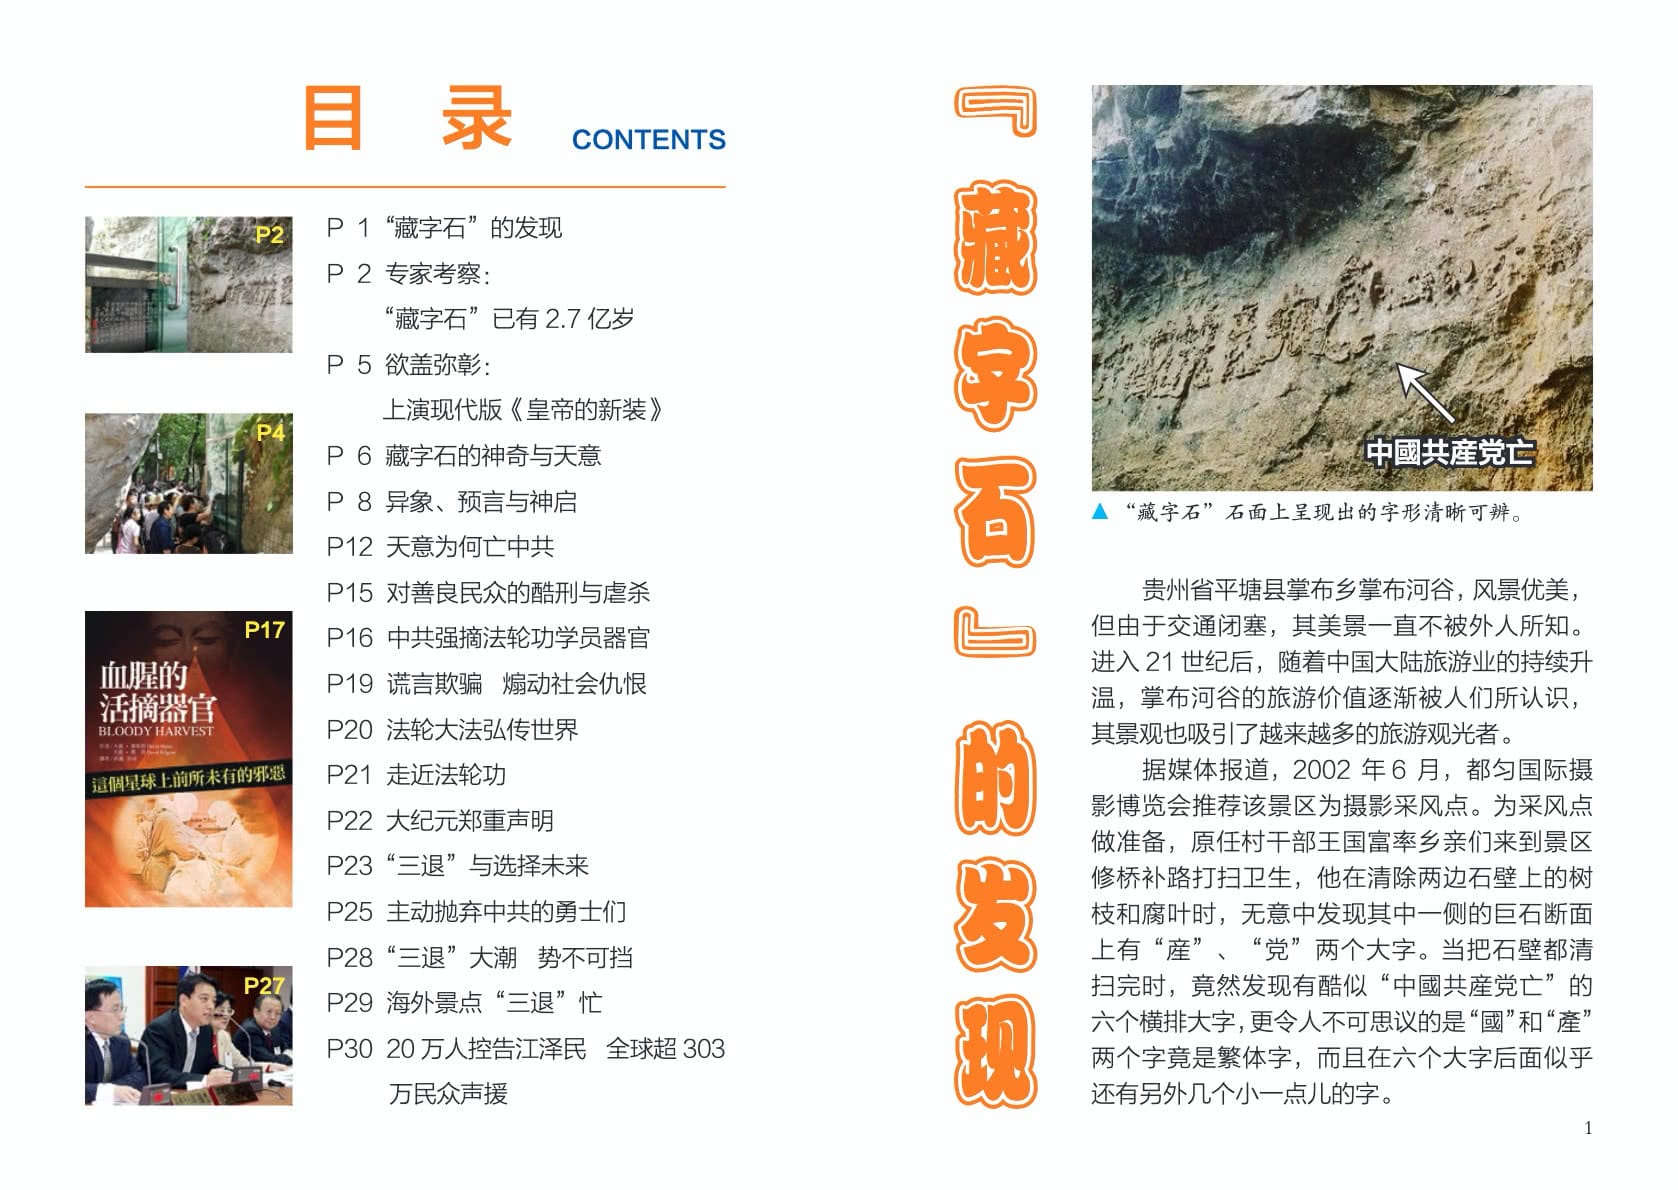 目 录 CONTENTS
P2
P4
P17
血腥的
活摘器官
BLOODY HARVEST
這個星球上前所未有的邪惡
P27
P 1 “藏字石”的发现
P 2 专家考察：
“藏字石”已有 2.7 亿岁
P 5 欲盖弥彰：
上演现代版《皇帝的新装》
P 6 藏字石的神奇与天意
P 8 异象、预言与神启
P12 天意为何亡中共
P15 对善良民众的酷刑与虐杀
P16 中共强摘法轮功学员器官
P19 谎言欺骗 煽动社会仇恨
P20 法轮大法弘传世界
P21 走近法轮功
P22 大纪元郑重声明
P23 “三退”与选择未来
P25 主动抛弃中共的勇士们
P28 “三退”大潮 势不可挡
P29 海外景点“三退”忙
P30 20 万人控告江泽民 全球超 303
万民众声援
『藏字石』的发现
中國共産党亡
▲“藏字石”石面上呈现出的字形清晰可辨。
贵州省平塘县掌布乡掌布河谷，风景优美，
但由于交通闭塞，其美景一直不被外人所知。
进入 21 世纪后，随着中国大陆旅游业的持续升
温，掌布河谷的旅游价值逐渐被人们所认识，
其景观也吸引了越来越多的旅游观光者。
据媒体报道，2002 年 6 月，都匀国际摄
影博览会推荐该景区为摄影采风点。为采风点
做准备，原任村干部王国富率乡亲们来到景区
修桥补路打扫卫生，他在清除两边石壁上的树
枝和腐叶时，无意中发现其中一侧的巨石断面
上有“産”、“党”两个大字。当把石壁都清
扫完时，竟然发现有酷似“中國共産党亡”的
六个横排大字，更令人不可思议的是“國”和“產”
两个字竟是繁体字，而且在六个大字后面似乎
还有另外几个小一点儿的字。
1